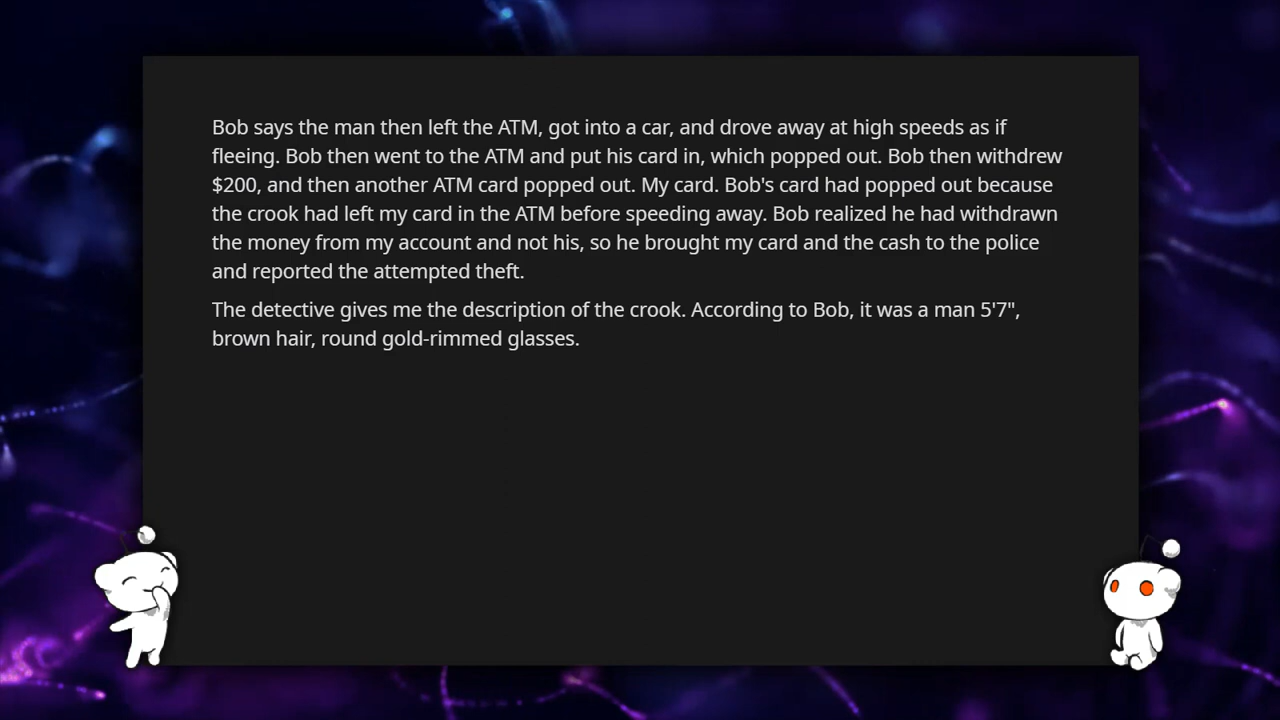 Bob says the man then left the ATM, got into a car, and drove away at high speeds as if
fleeing. Bob then went to the ATM and put his card in, which popped out. Bob then withdrew
$200, and then another ATM card popped out. My card. Bob's card had popped out because
the crook had left my card in the ATM before speeding away. Bob realized he had withdrawn
the money from my account and not his, so he brought my card and the cash to the police
and reported the attempted theft.
The detective gives me the description of the crook. According to Bob, it was a man 5'7",
brown hair, round gold-rimmed glasses.